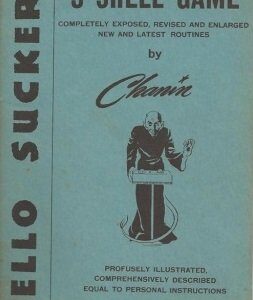 3 SHELL GAME
COMPLETELY EXPOSED, REVISED AND ENLARGED
NEW AND LATEST ROUTINES
by
Chanin
PROFUSELY ILLUSTRATED,
COMPREHENSIVELY DESCRIBED
EQUAL TO PERSONAL INSTRUCTIONS
ELLO SUCKER